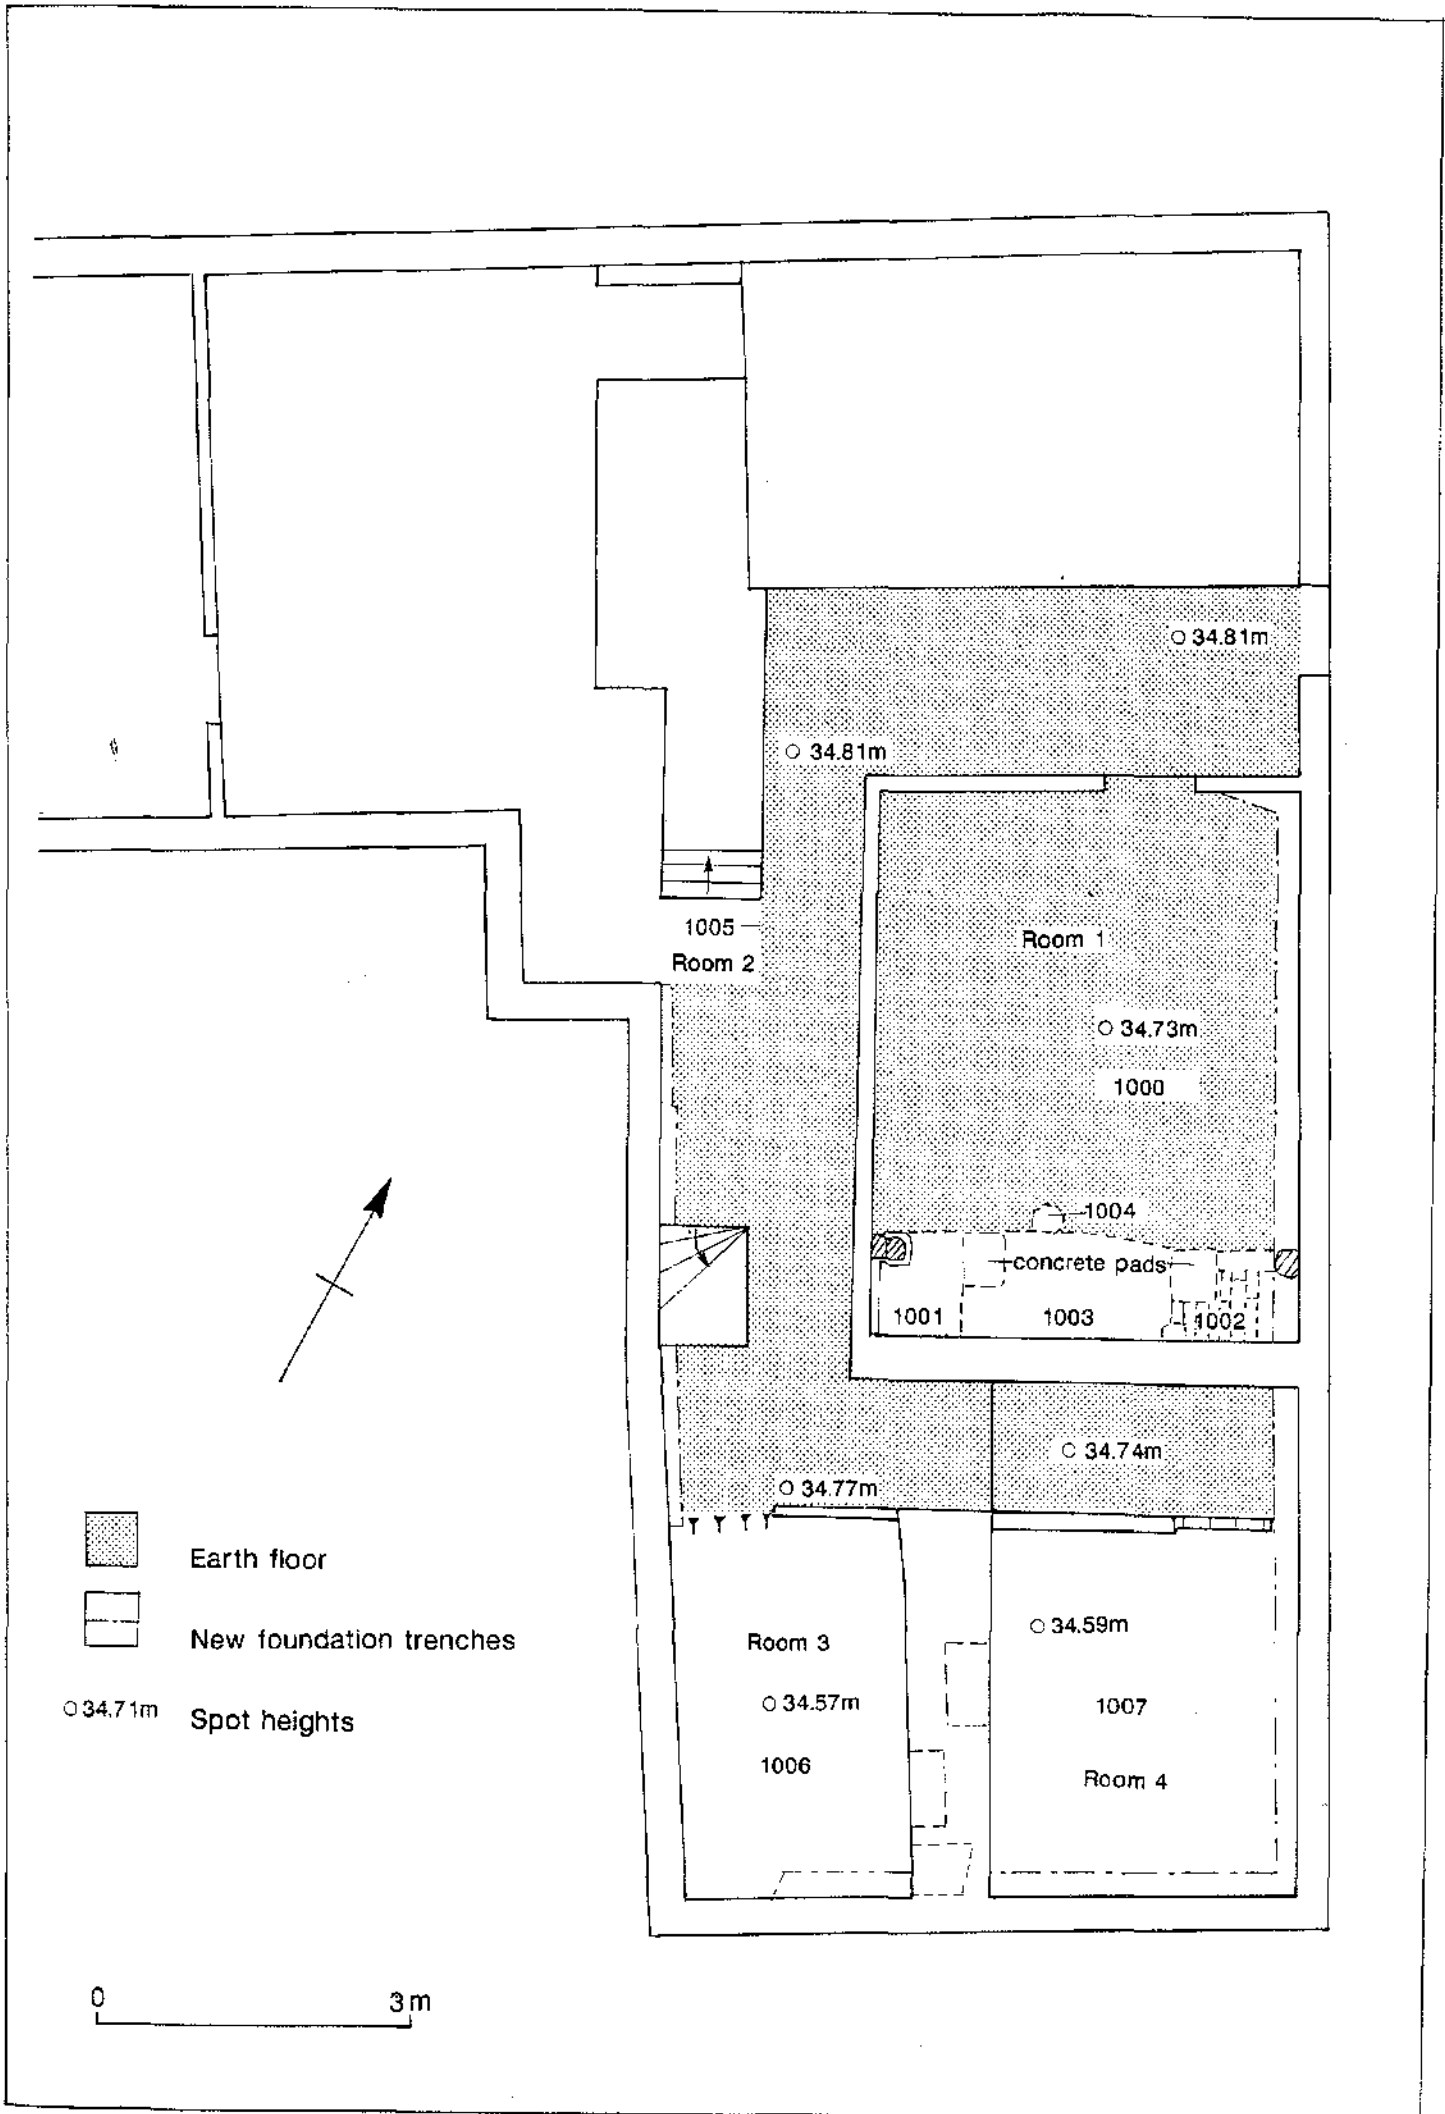 34.81m
34.81m
1005
Room 2
Room 1
34.73m
1000
1004
concrete pads
1001
1003
1002
34.74m
34.77m
Earth floor
New foundation trenches
34.71m Spot heights
Room 3
34.57m
1006
34.59m
1007
Room 4
0 3m